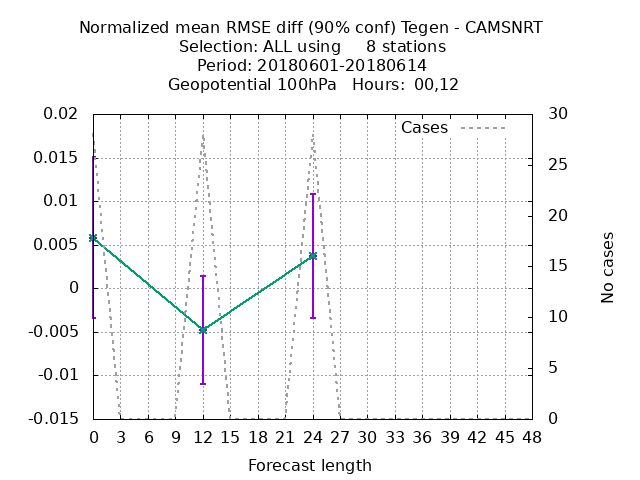 Normalized mean RMSE diff (90% conf) Tegen - CAMSNRT
Selection: ALL using     8 stations
Period: 20180601-20180614
Geopotential 100hPa   Hours: 00,12
Cases
0.02
0.015
0.01
0.005
0
-0.005
-0.01
-0.015
30
25
20
15
10
5
0
No cases
0 3 6 9 12 15 18 21 24 27 30 33 36 39 42 45 48
Forecast length